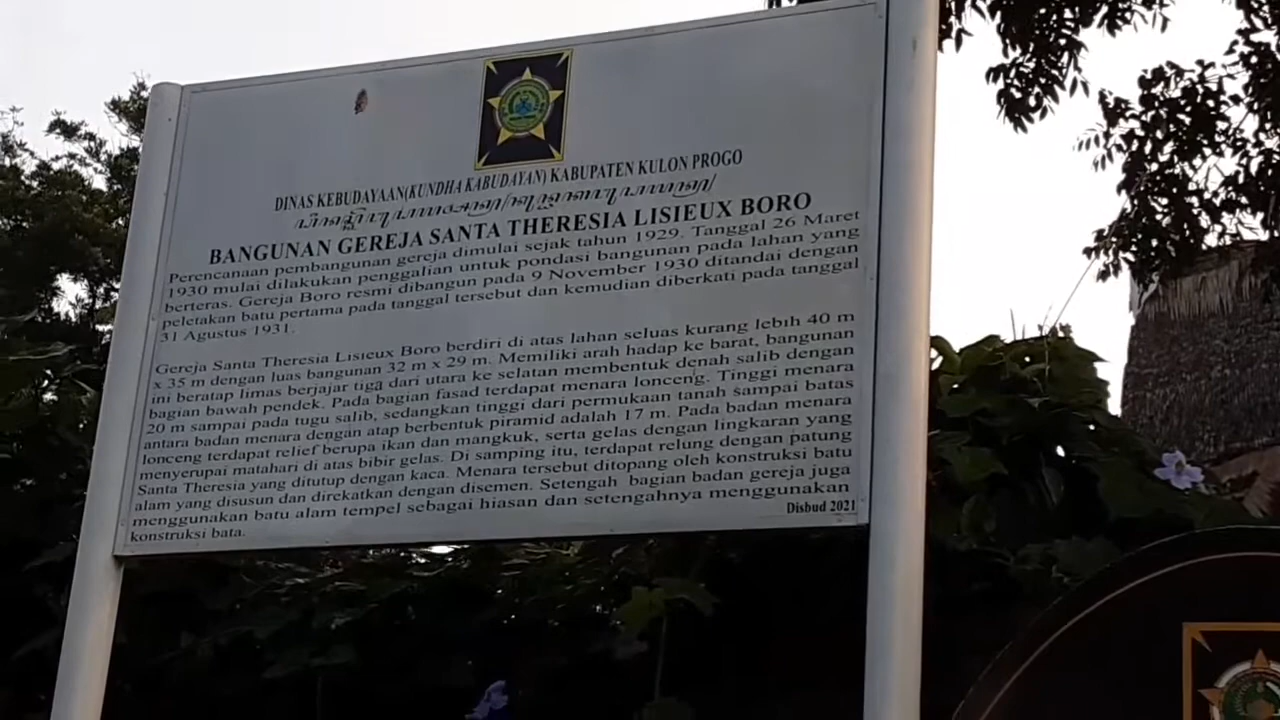 DINAS KEBUDAYAAN(KUNDHA KABUDAYAN) KABUPATEN KULON PROGO
BANGUNAN GEREJA SANTA THERESIA LISIEUX BORO
Perencanaan pembangunan gereja dimulai sejak tahun 1929. Tanggal 26 Maret
1930 mulai dilakukan penggalian untuk pondasi bangunan pada lahan yang
berteras. Gereja Boro resmi dibangun pada 9 November 1930 ditandai dengan
peletakan batu pertama pada tanggal tersebut dan kemudian diberkati pada tanggal
31 Agustus 1931.
Gereja Santa Theresia Lisieux Boro berdiri di atas lahan seluas kurang lebih 40 m
x 35 m dengan luas bangunan 32 m x 29 m. Memiliki arah hadap ke barat, bangunan
ini beratap limas berjajar tiga dari utara ke selatan membentuk denah salib dengan
bagian bawah pendek. Pada bagian fasad terdapat menara lonceng. Tinggi menara
20 m sampai pada tugu salib, sedangkan tinggi dari permukaan tanah sampai batas
antara badan menara dengan atap berbentuk piramid adalah 17 m. Pada badan menara
lonceng terdapat relief berupa ikan dan mangkuk, serta gelas dengan lingkaran yang
menyerupai matahari di atas bibir gelas. Di samping itu, terdapat relung dengan patung
Santa Theresia yang ditutup dengan kaca. Menara tersebut ditopang oleh konstruksi batu
alam yang disusun dan direkatkan dengan disemen. Setengah bagian badan gereja juga
menggunakan batu alam tempel sebagai hiasan dan setengahnya menggunakan
konstruksi bata.
Disbud 2021